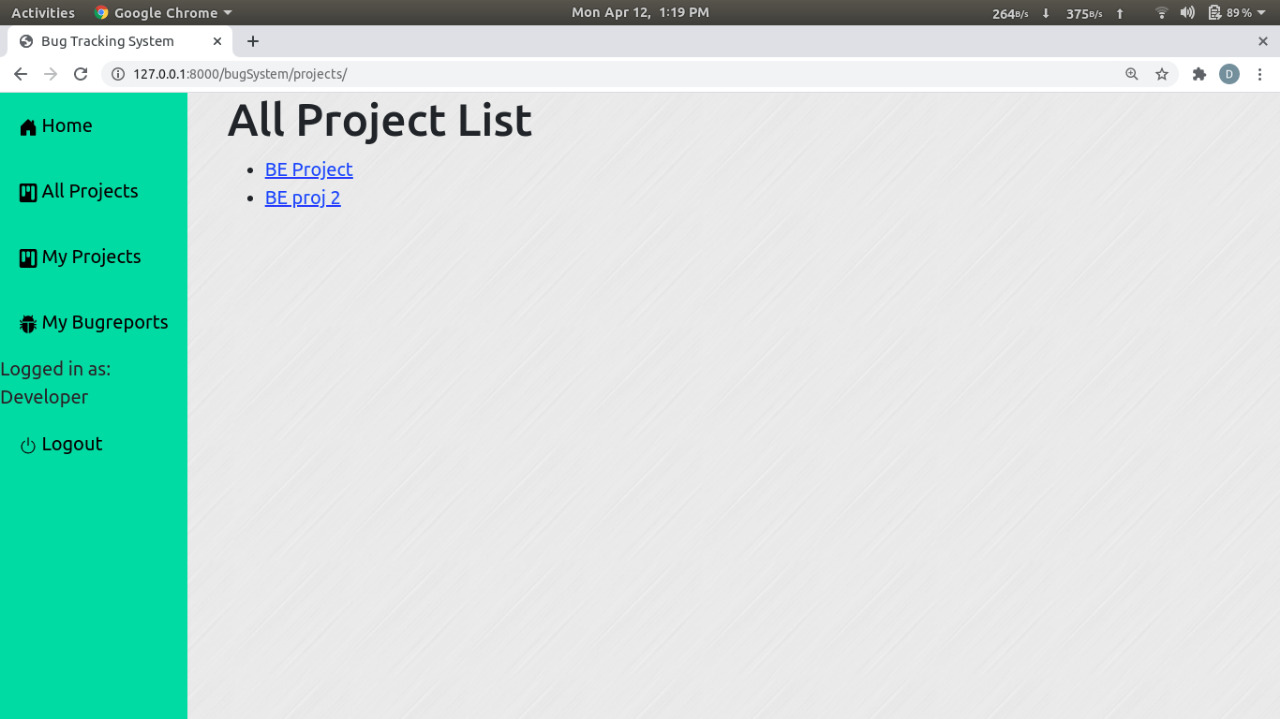 Activities Google Chrome Mon Apr 12, 1:19 PM 264B/s ↓ 375B/s ↑ 89 %
Bug Tracking System
127.0.0.1:8000/bugSystem/projects/ D
Home
All Projects
My Projects
My Bugreports
Logged in as:
Developer
Logout
All Project List
BE Project
BE proj 2